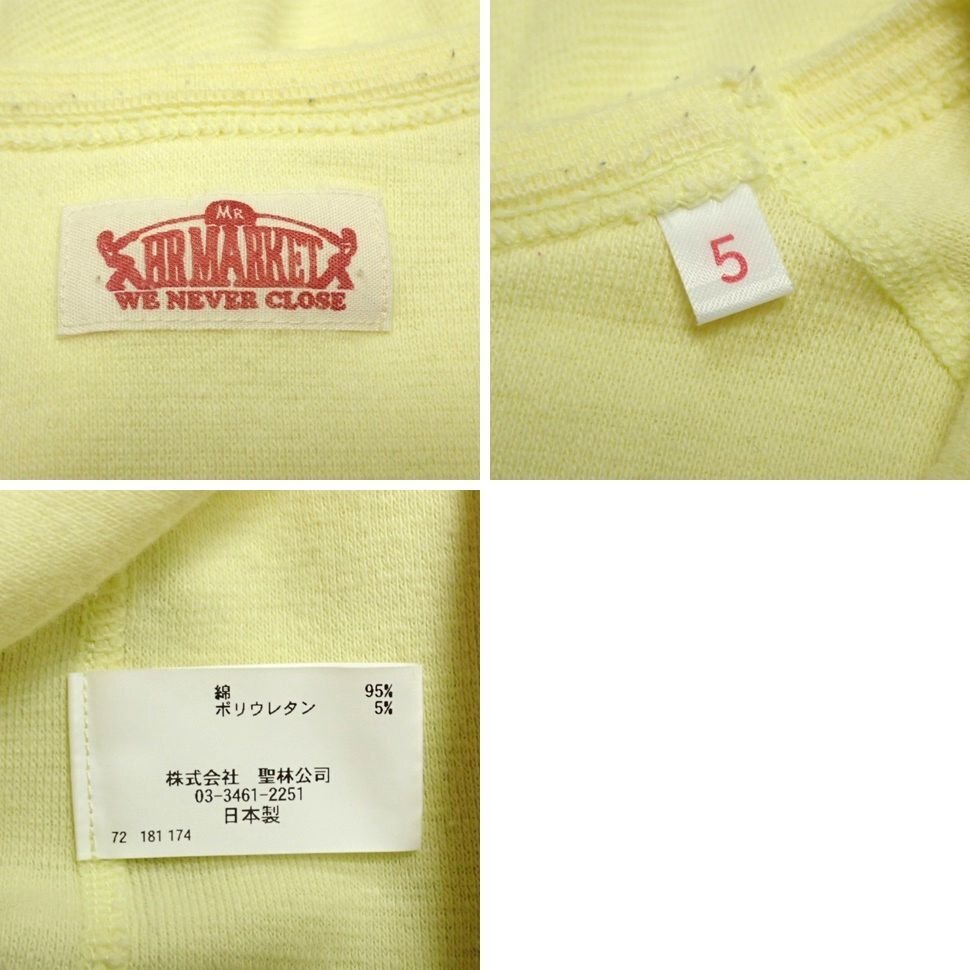 MR
HR MARKET
WE NEVER CLOSE
5
綿 95%
ポリウレタン 5%
株式会社 聖林公司
03-3461-2251
日本製
72 181 174